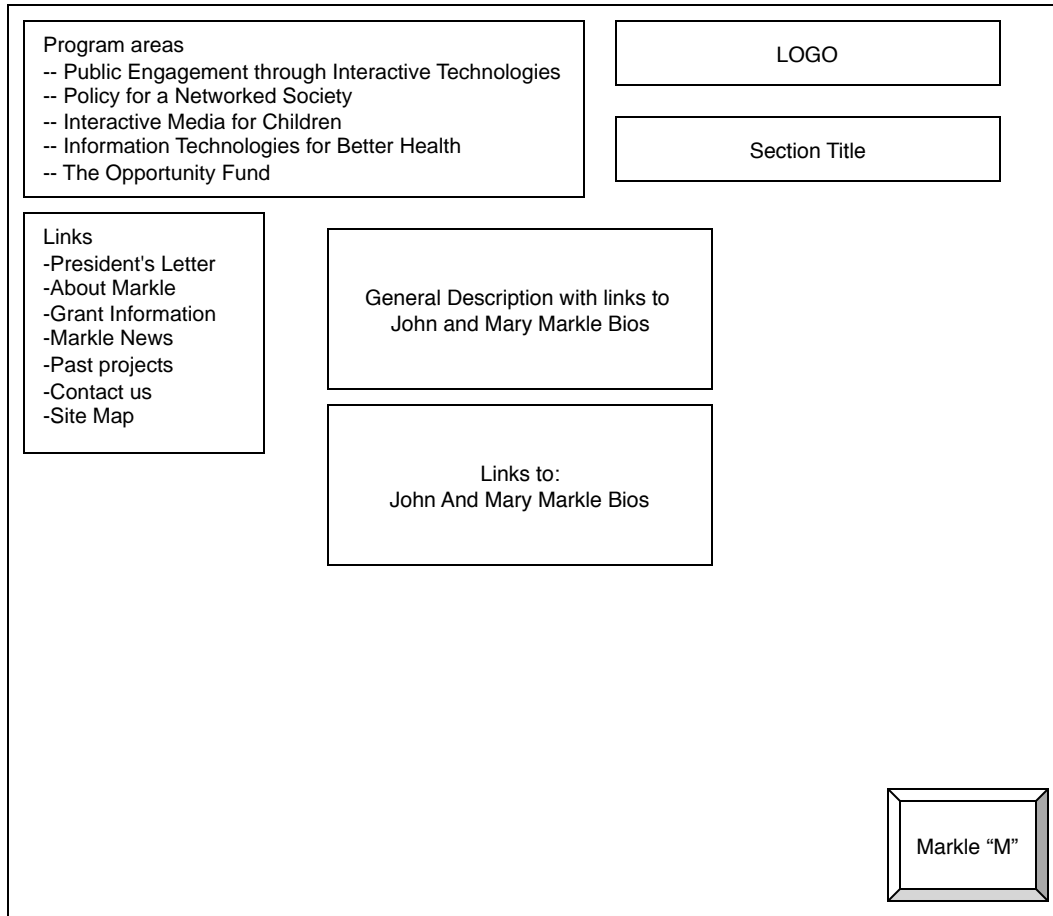 Program areas
-- Public Engagement through Interactive Technologies
-- Policy for a Networked Society
-- Interactive Media for Children
-- Information Technologies for Better Health
-- The Opportunity Fund
LOGO
Section Title
Links
-President's Letter
-About Markle
-Grant Information
-Markle News
-Past projects
-Contact us
-Site Map
General Description with links to
John and Mary Markle Bios
Links to:
John And Mary Markle Bios
Markle “M”